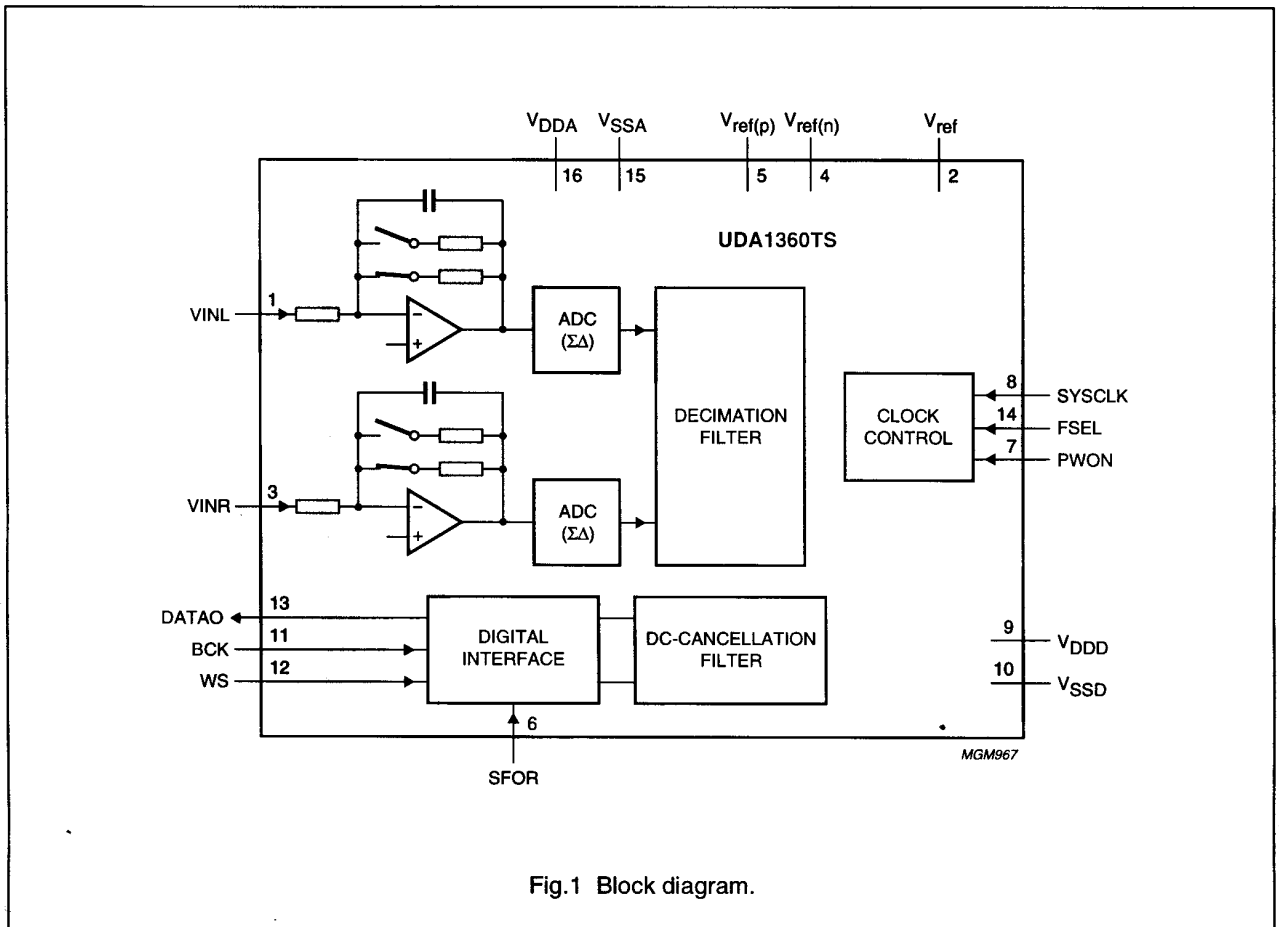 VDDA VSSA Vref(p) Vref(n) Vref
16 15 5 4 2
UDA1360TS
VINL 1
− +
ADC
(ΣΔ)
DECIMATION
FILTER
CLOCK
CONTROL
8 SYSCLK
14 FSEL
7 PWON
VINR 3
− +
ADC
(ΣΔ)
DATAO 13
BCK 11
WS 12
DIGITAL
INTERFACE
DC-CANCELLATION
FILTER
9 VDDD
10 VSSD
6
SFOR
MGM967
Fig.1 Block diagram.